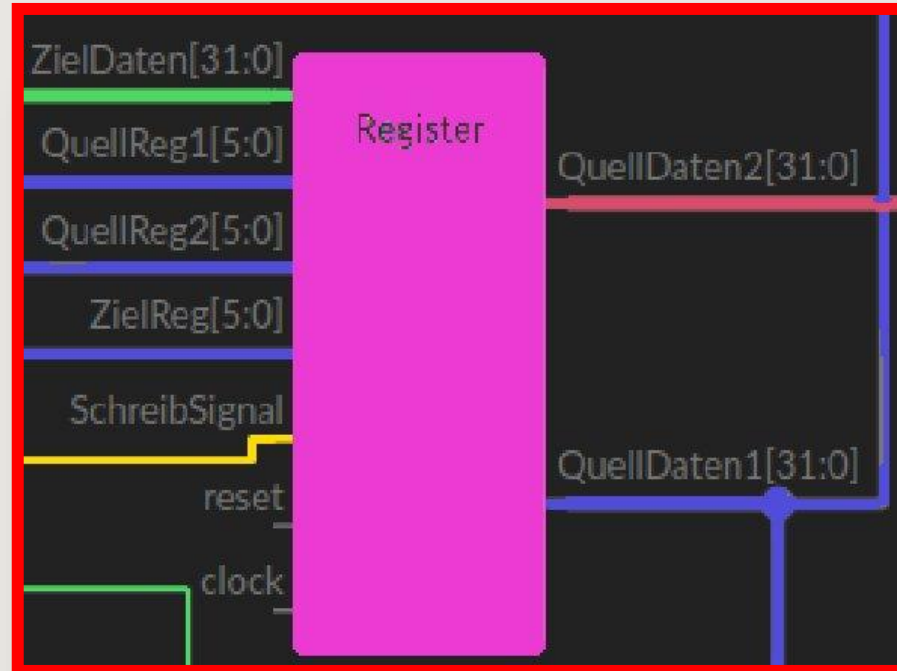 ZielDaten[31:0]
QuellReg1[5:0]
Register
QuellDaten2[31:0]
QuellReg2[5:0]
ZielReg[5:0]
SchreibSignal
QuellDaten1[31:0]
reset
clock